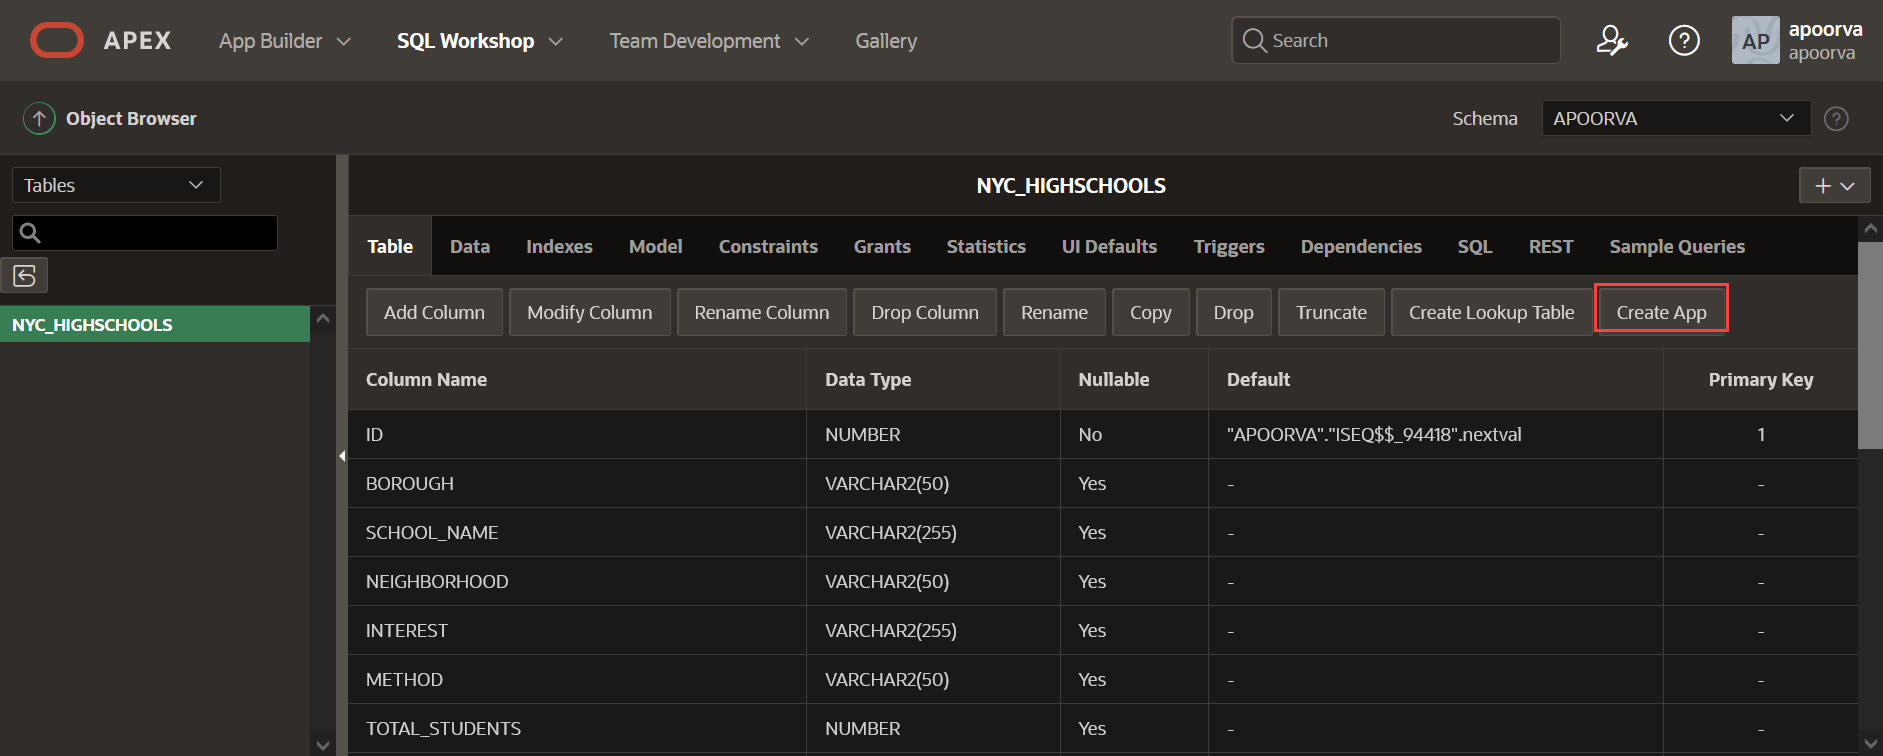 APEX App Builder SQL Workshop Team Development Gallery Search ? AP apoorva
apoorva
Object Browser Schema APOORVA ?
Tables NYC_HIGHSCHOOLS
Table Data Indexes Model Constraints Grants Statistics UI Defaults Triggers Dependencies SQL REST Sample Queries
Add Column Modify Column Rename Column Drop Column Rename Copy Drop Truncate Create Lookup Table Create App
NYC_HIGHSCHOOLS
Column Name Data Type Nullable Default Primary Key
ID NUMBER No "APOORVA"."ISEQ$$_94418".nextval 1
BOROUGH VARCHAR2(50) Yes - -
SCHOOL_NAME VARCHAR2(255) Yes - -
NEIGHBORHOOD VARCHAR2(50) Yes - -
INTEREST VARCHAR2(255) Yes - -
METHOD VARCHAR2(50) Yes - -
TOTAL_STUDENTS NUMBER Yes - -